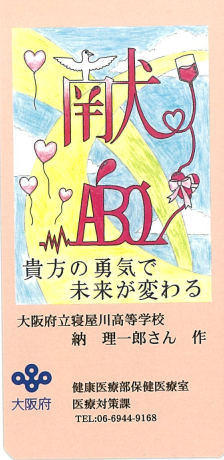 献
ABO
貴方の勇気で
未来が変わる
大阪府立寝屋川高等学校
納　理一郎さん　作
大阪府
健康医療部保健医療室
医療対策課
TEL:06-6944-9168